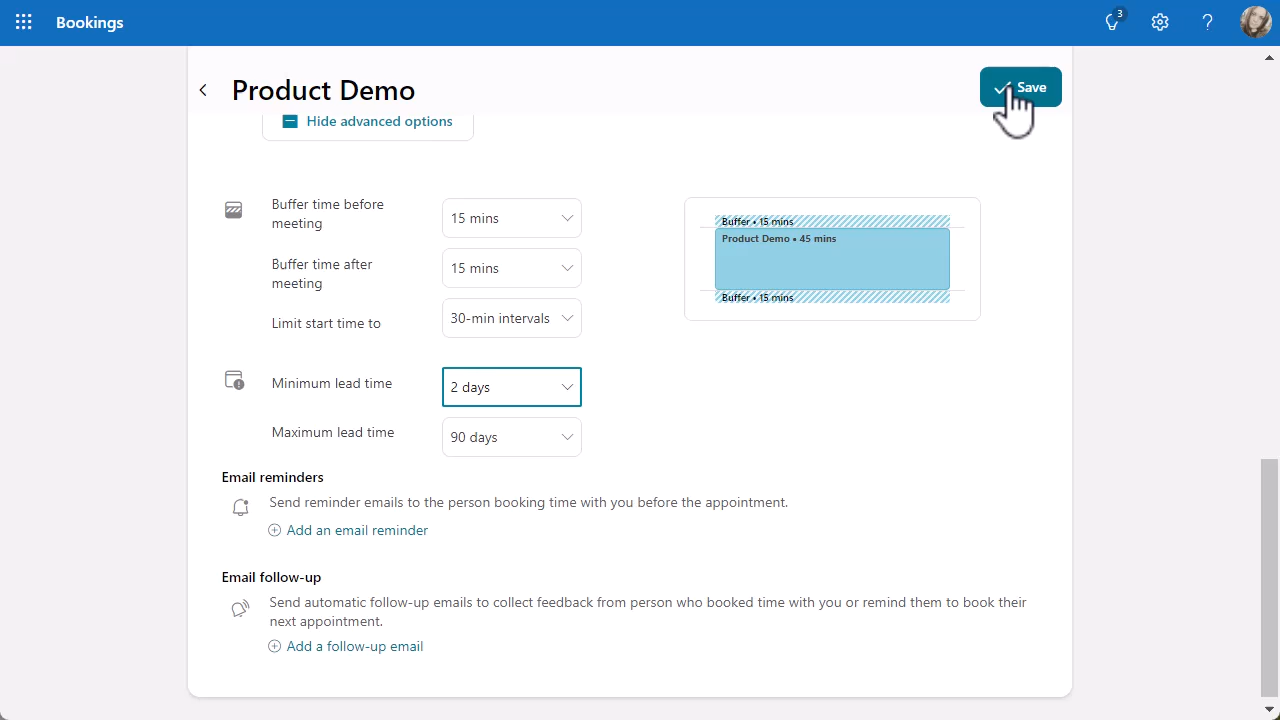 Bookings
3
Product Demo
Save
Hide advanced options
Buffer time before
meeting
15 mins
Buffer time after
meeting
15 mins
Limit start time to
30-min intervals
Buffer • 15 mins
Product Demo • 45 mins
Buffer • 15 mins
Minimum lead time
2 days
Maximum lead time
90 days
Email reminders
Send reminder emails to the person booking time with you before the appointment.
Add an email reminder
Email follow-up
Send automatic follow-up emails to collect feedback from person who booked time with you or remind them to book their
next appointment.
Add a follow-up email